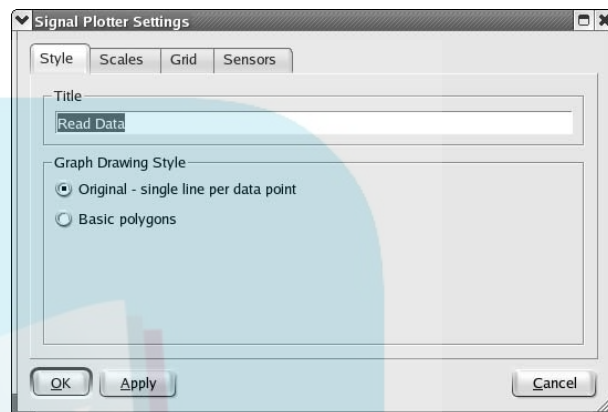 Signal Plotter Settings
Style Scales Grid Sensors
Title
Read Data
Graph Drawing Style
Original - single line per data point
Basic polygons
OK Apply Cancel